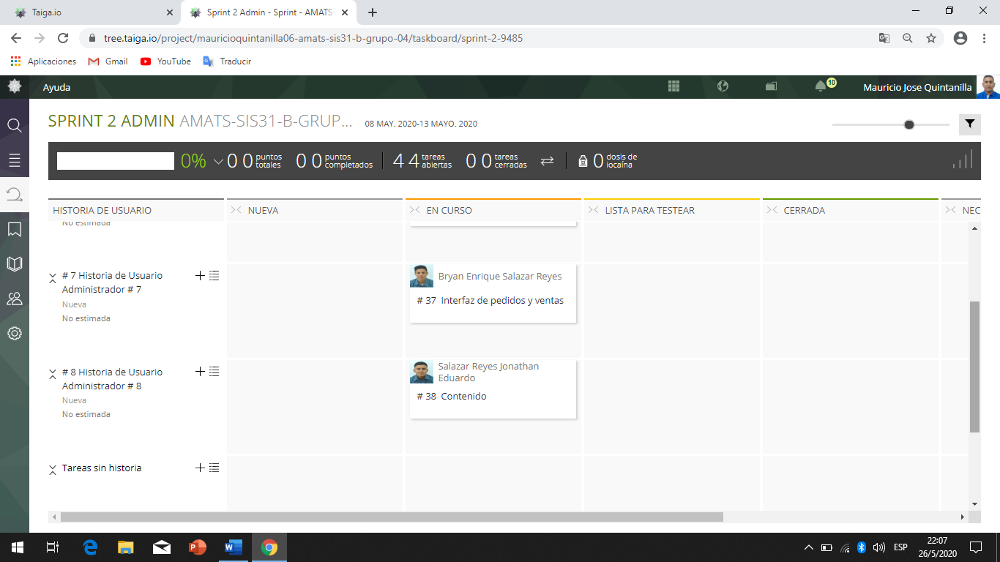 Taiga.io
Sprint 2 Admin - Sprint - AMATS-
tree.taiga.io/project/mauricioquintanilla06-amats-sis31-b-grupo-04/taskboard/sprint-2-9485
Aplicaciones Gmail YouTube Traducir
Ayuda
10
Mauricio Jose Quintanilla
SPRINT 2 ADMIN AMATS-SIS31-B-GRUP... 08 MAY. 2020-13 MAYO. 2020
0% 0 0 puntos totales 0 0 puntos completados 4 4 tareas abiertas 0 0 tareas cerradas 0 dosis de iocaína
HISTORIA DE USUARIO NUEVA EN CURSO LISTA PARA TESTEAR CERRADA NEC
No estimada
# 7 Historia de Usuario
Administrador # 7
Nueva
No estimada
Bryan Enrique Salazar Reyes
# 37 Interfaz de pedidos y ventas
# 8 Historia de Usuario
Administrador # 8
Nueva
No estimada
Salazar Reyes Jonathan
Eduardo
# 38 Contenido
Tareas sin historia
ESP
22:07
26/5/2020